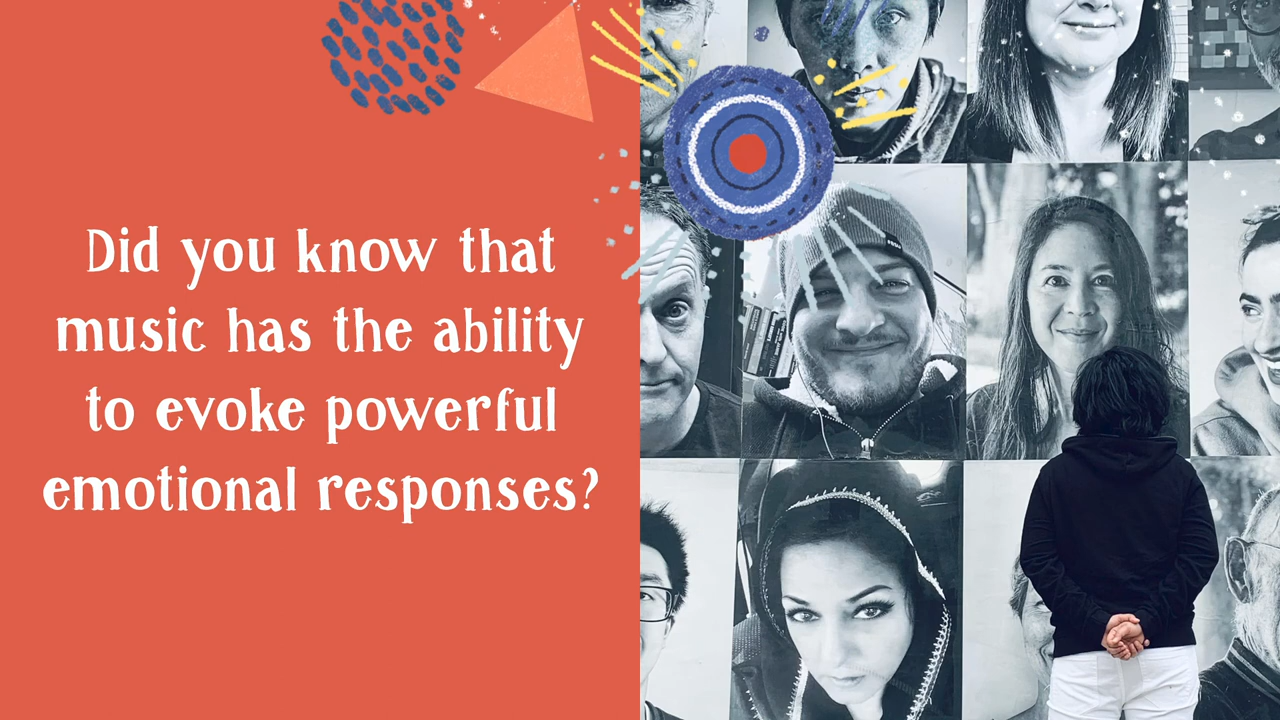 Did you know that
music has the ability
to evoke powerful
emotional responses?